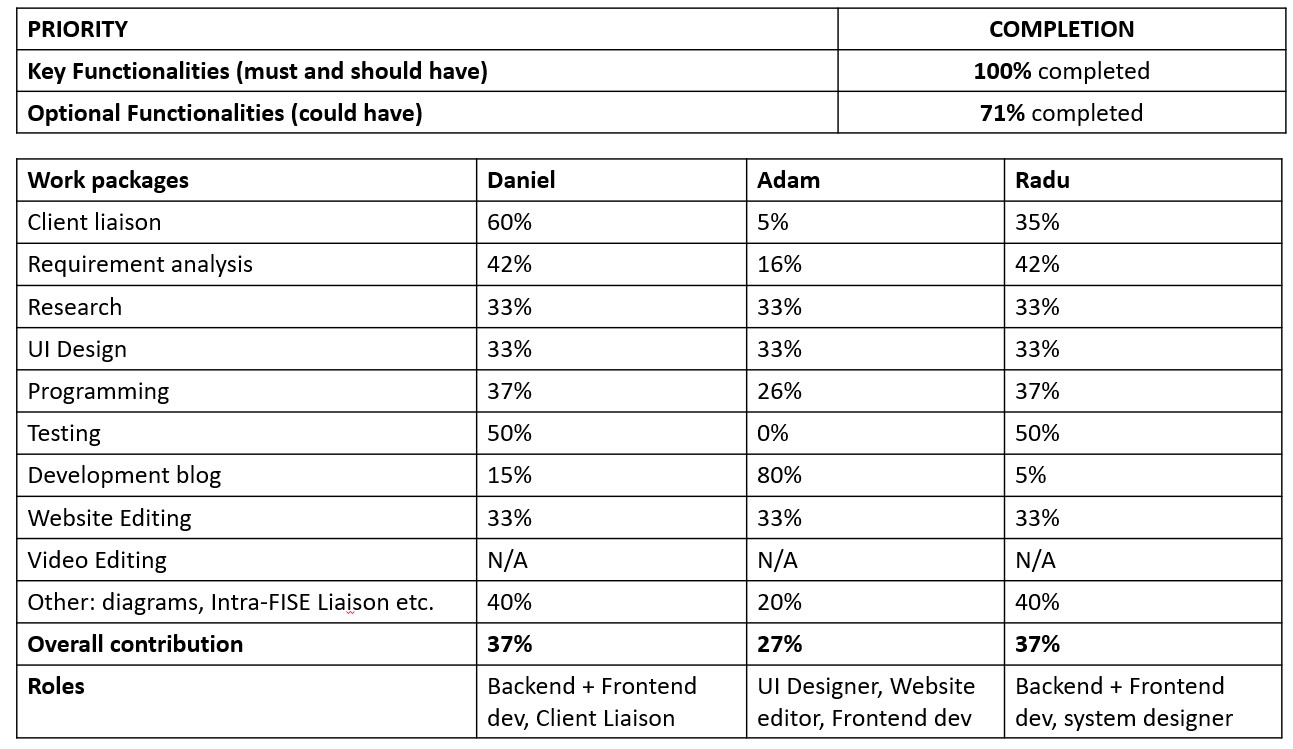 PRIORITY COMPLETION
Key Functionalities (must and should have) 100% completed
Optional Functionalities (could have) 71% completed
Work packages Daniel Adam Radu
Client liaison 60% 5% 35%
Requirement analysis 42% 16% 42%
Research 33% 33% 33%
UI Design 33% 33% 33%
Programming 37% 26% 37%
Testing 50% 0% 50%
Development blog 15% 80% 5%
Website Editing 33% 33% 33%
Video Editing N/A N/A N/A
Other: diagrams, Intra-FISE Liaison etc. 40% 20% 40%
Overall contribution 37% 27% 37%
Roles Backend + Frontend UI Designer, Website Backend + Frontend
dev, Client Liaison editor, Frontend dev dev, system designer